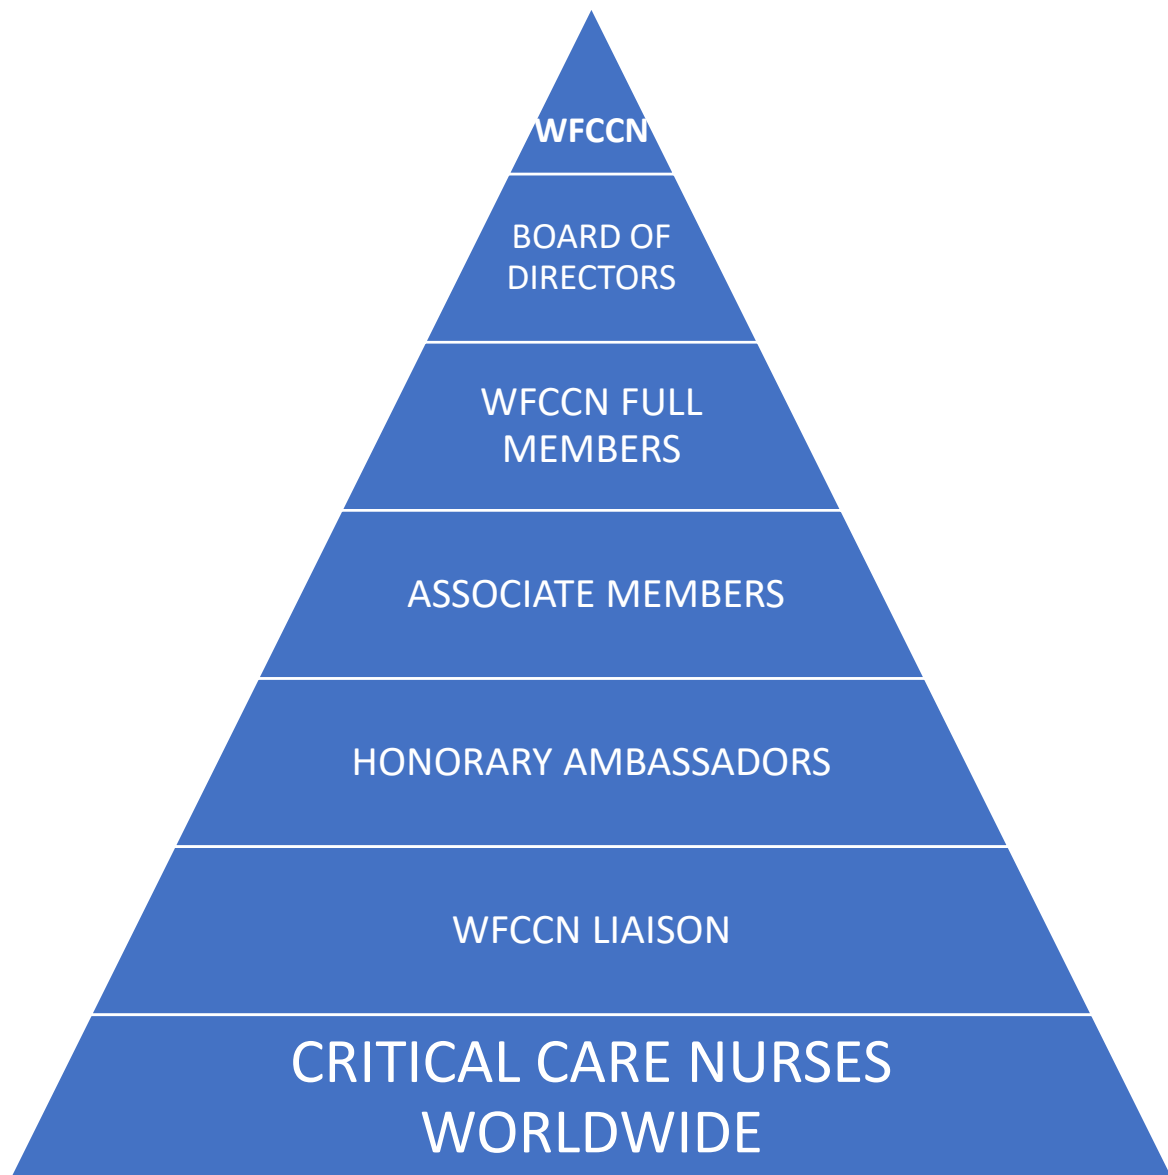 WFCCN
BOARD OF
DIRECTORS
WFCCN FULL
MEMBERS
ASSOCIATE MEMBERS
HONORARY AMBASSADORS
WFCCN LIAISON
CRITICAL CARE NURSES
WORLDWIDE